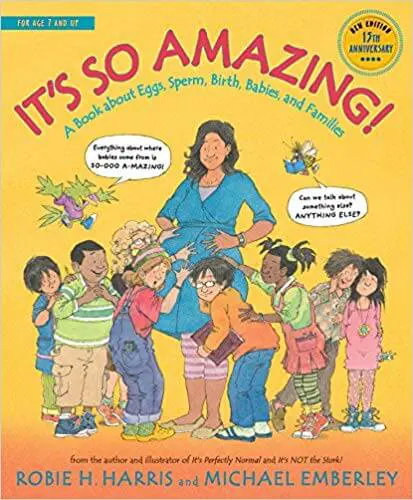 FOR AGE 7 AND UP
NEW EDITION
15TH
ANNIVERSARY
IT'S SO AMAZING!
A Book about Eggs, Sperm, Birth, Babies, and Families
Everything about where
babies come from is
SO-OOO A-MAZING!
Can we talk about
something else?
ANYTHING ELSE?
from the author and illustrator of It's Perfectly Normal and It's NOT the Stork!
ROBIE H. HARRIS and MICHAEL EMBERLEY